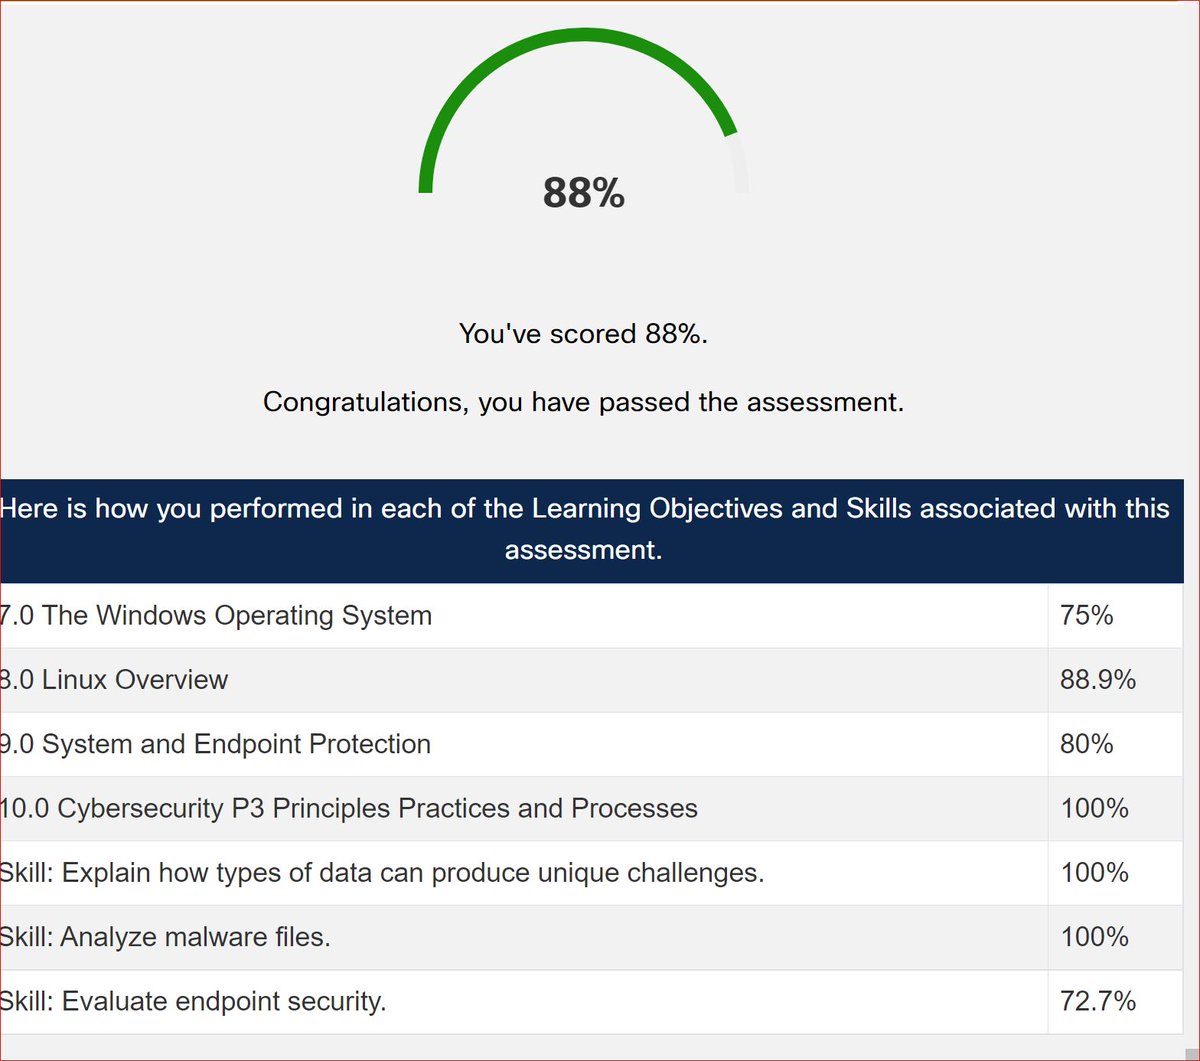 88%
You've scored 88%.
Congratulations, you have passed the assessment.
Here is how you performed in each of the Learning Objectives and Skills associated with this
assessment.
7.0 The Windows Operating System 75%
8.0 Linux Overview 88.9%
9.0 System and Endpoint Protection 80%
10.0 Cybersecurity P3 Principles Practices and Processes 100%
Skill: Explain how types of data can produce unique challenges. 100%
Skill: Analyze malware files. 100%
Skill: Evaluate endpoint security. 72.7%